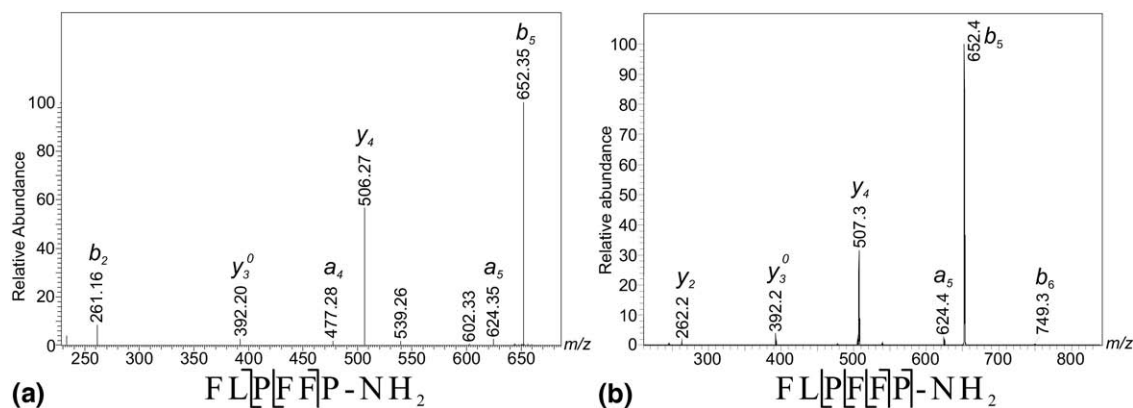 b5
652.35
100
80
60
40
20
0
Relative Abundance
b2
261.16
y3^0
392.20
a4
477.28
y4
506.27
539.26
602.33
a5
624.35
250 300 350 400 450 500 550 600 650 m/z
(a) FLPFFP-NH2
652.4
b5
100
90
80
70
60
50
40
30
20
10
0
Relative abundance
y2
262.2
y3^0
392.2
y4
507.3
a5
624.4
b6
749.3
300 400 500 600 700 800 m/z
(b) FLPFFP-NH2